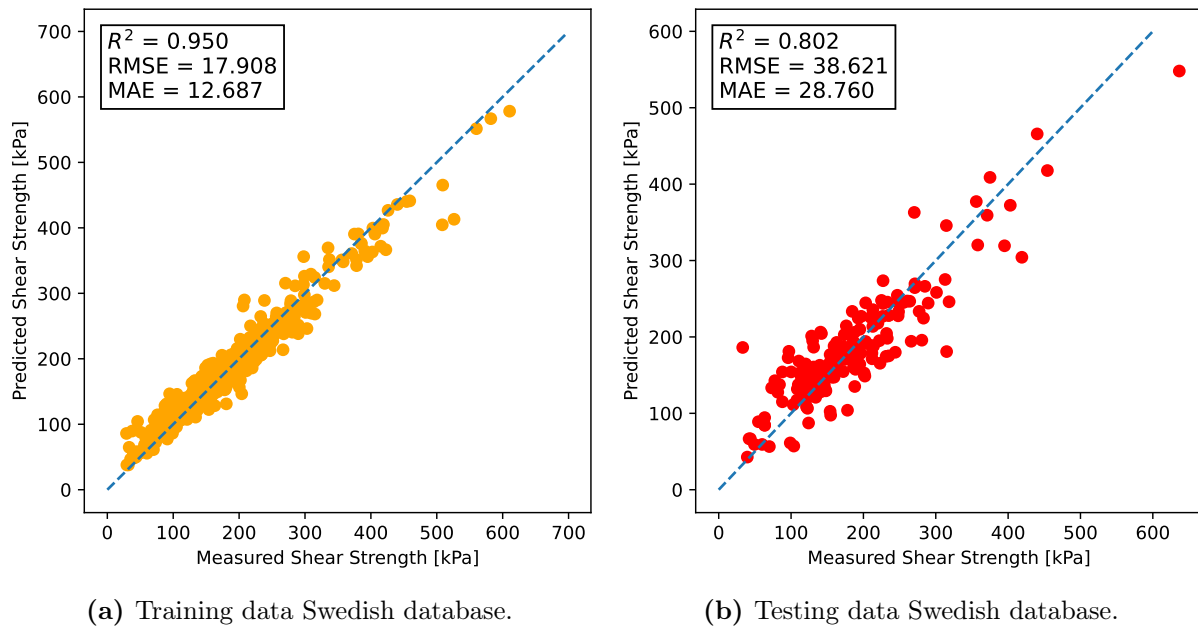 R² = 0.950
RMSE = 17.908
MAE = 12.687
700
600
500
400
300
200
100
0
Predicted Shear Strength [kPa]
0 100 200 300 400 500 600 700
Measured Shear Strength [kPa]
(a) Training data Swedish database.
R² = 0.802
RMSE = 38.621
MAE = 28.760
600
500
400
300
200
100
0
Predicted Shear Strength [kPa]
0 100 200 300 400 500 600
Measured Shear Strength [kPa]
(b) Testing data Swedish database.